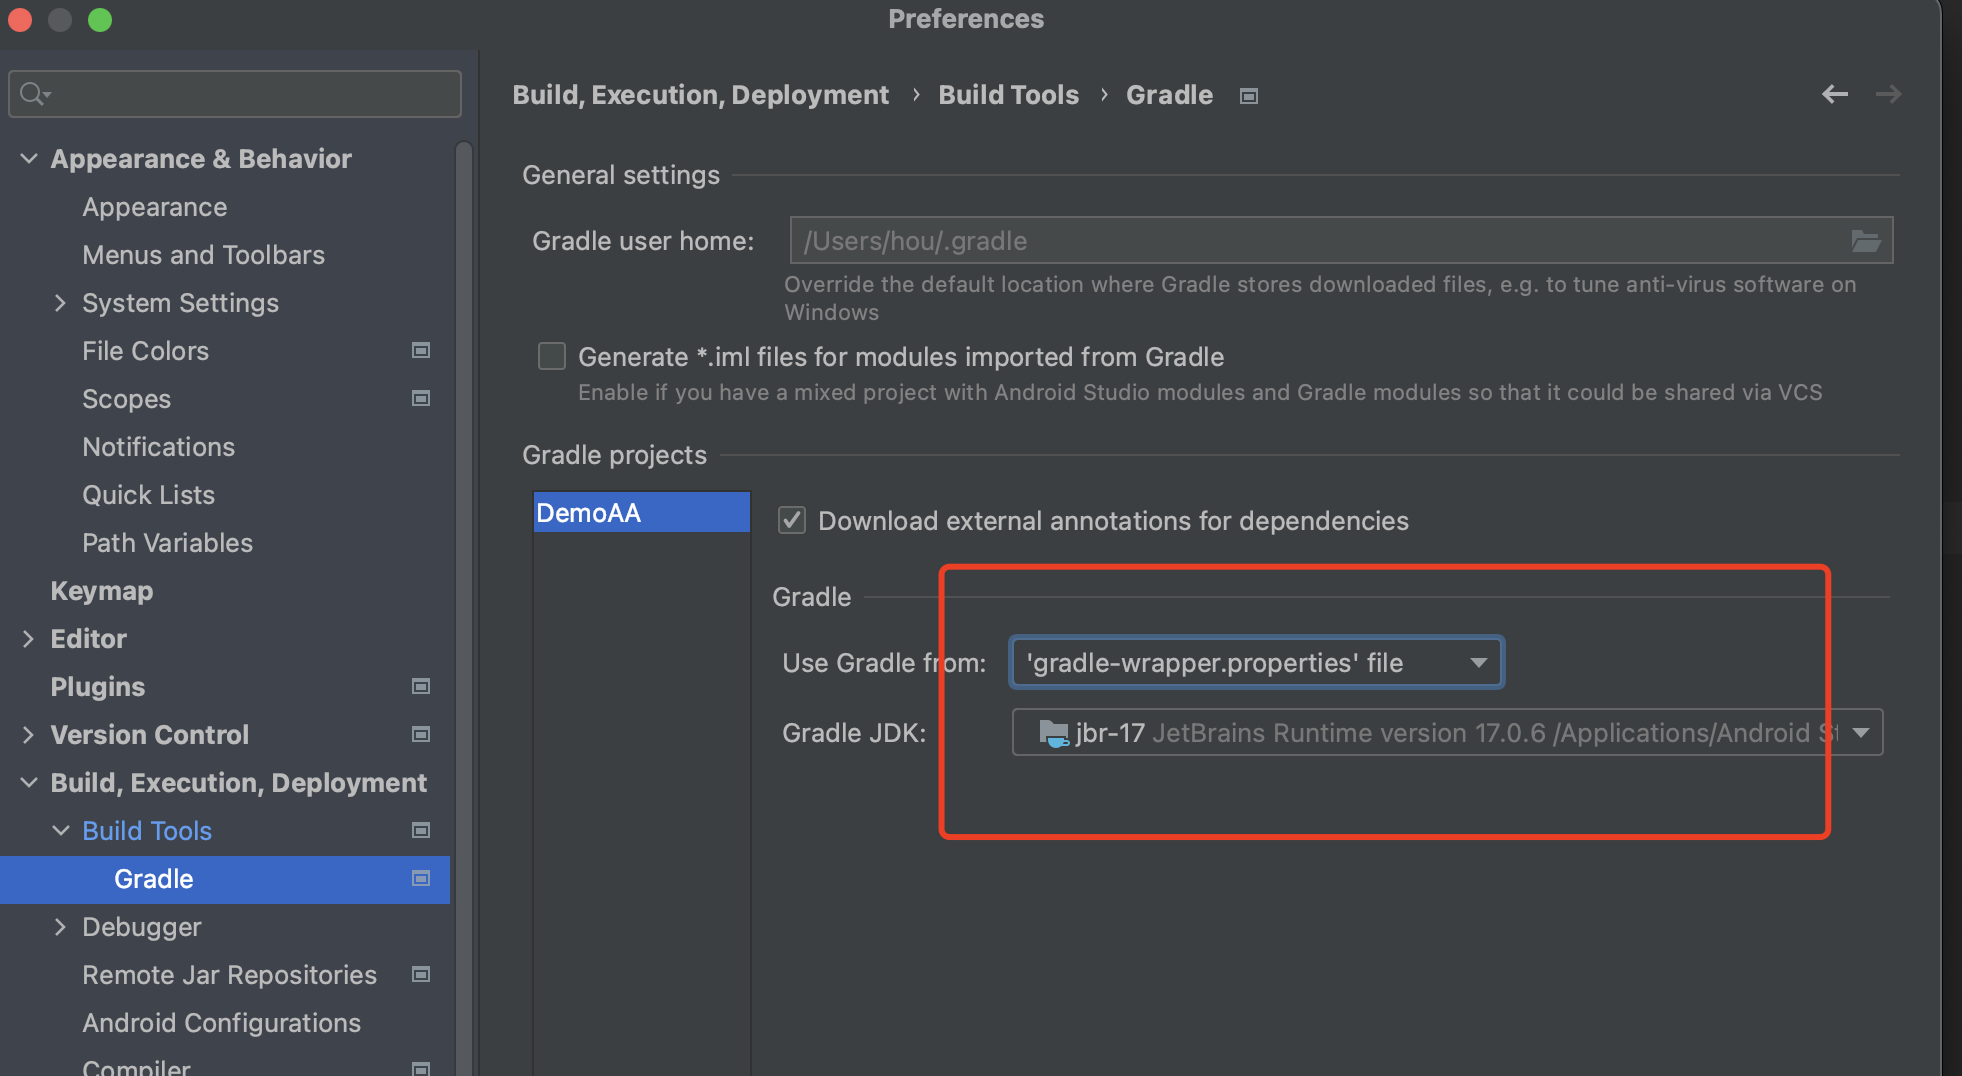 Preferences
Build, Execution, Deployment › Build Tools › Gradle
Appearance & Behavior
Appearance
Menus and Toolbars
System Settings
File Colors
Scopes
Notifications
Quick Lists
Path Variables
Keymap
Editor
Plugins
Version Control
Build, Execution, Deployment
Build Tools
Gradle
Debugger
Remote Jar Repositories
Android Configurations
Compiler
General settings
Gradle user home: /Users/hou/.gradle
Override the default location where Gradle stores downloaded files, e.g. to tune anti-virus software on
Windows
Generate *.iml files for modules imported from Gradle
Enable if you have a mixed project with Android Studio modules and Gradle modules so that it could be shared via VCS
Gradle projects
DemoAA
Download external annotations for dependencies
Gradle
Use Gradle from: 'gradle-wrapper.properties' file
Gradle JDK: jbr-17 JetBrains Runtime version 17.0.6 /Applications/Android St